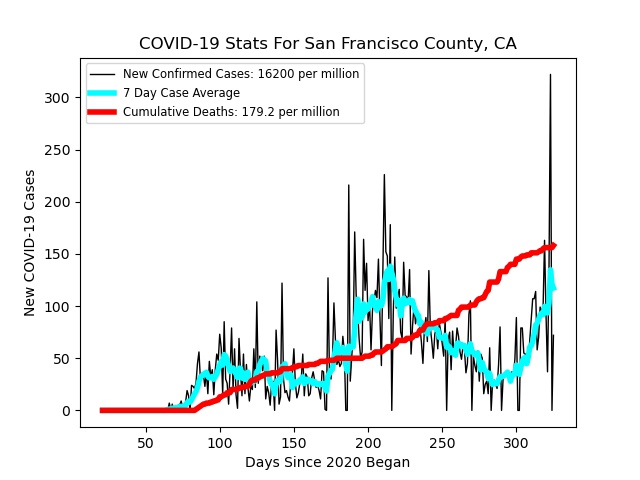 COVID-19 Stats For San Francisco County, CA
New Confirmed Cases: 16200 per million
7 Day Case Average
Cumulative Deaths: 179.2 per million
New COVID-19 Cases
300
250
200
150
100
50
0
50
100
150
200
250
300
Days Since 2020 Began